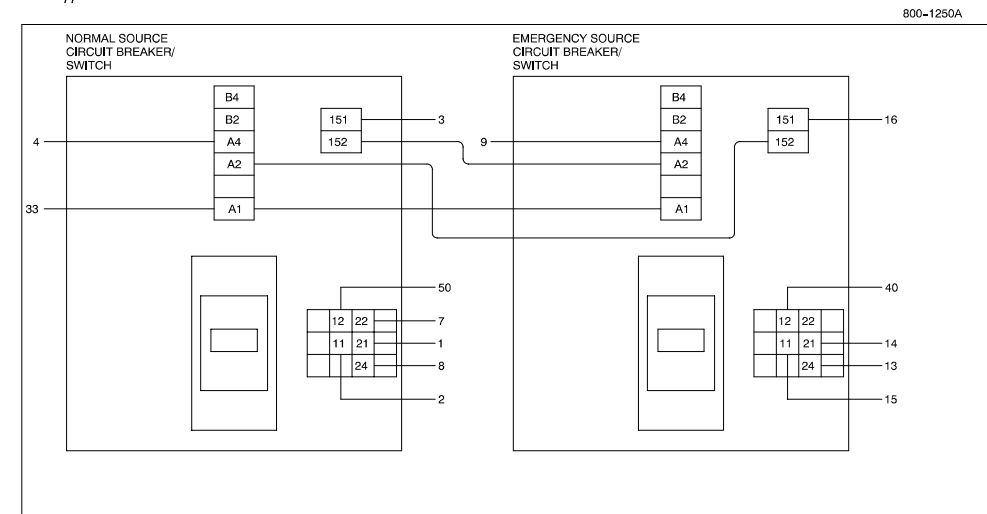 800-1250A
NORMAL SOURCE
CIRCUIT BREAKER/
SWITCH
EMERGENCY SOURCE
CIRCUIT BREAKER/
SWITCH
B4
B2 151 3
4 A4 152
A2
33 A1
50
12 22 7
11 21 1
24 8
2
B4
B2 151 16
9 A4 152
A2
A1
40
12 22
11 21 14
24 13
15